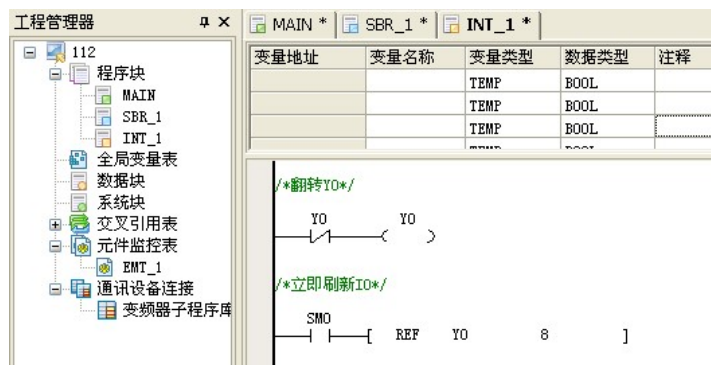 工程管理器
112
程序块
MAIN
SBR_1
INT_1
全局变量表
数据块
系统块
交叉引用表
元件监控表
EMT_1
通讯设备连接
变频器子程序库
MAIN * SBR_1 * INT_1 *
变量地址 变量名称 变量类型 数据类型 注释
TEMP BOOL
TEMP BOOL
TEMP BOOL
TEMP BOOL
/*翻转Y0*/
Y0 Y0
/*立即刷新IO*/
SM0
REF Y0 8